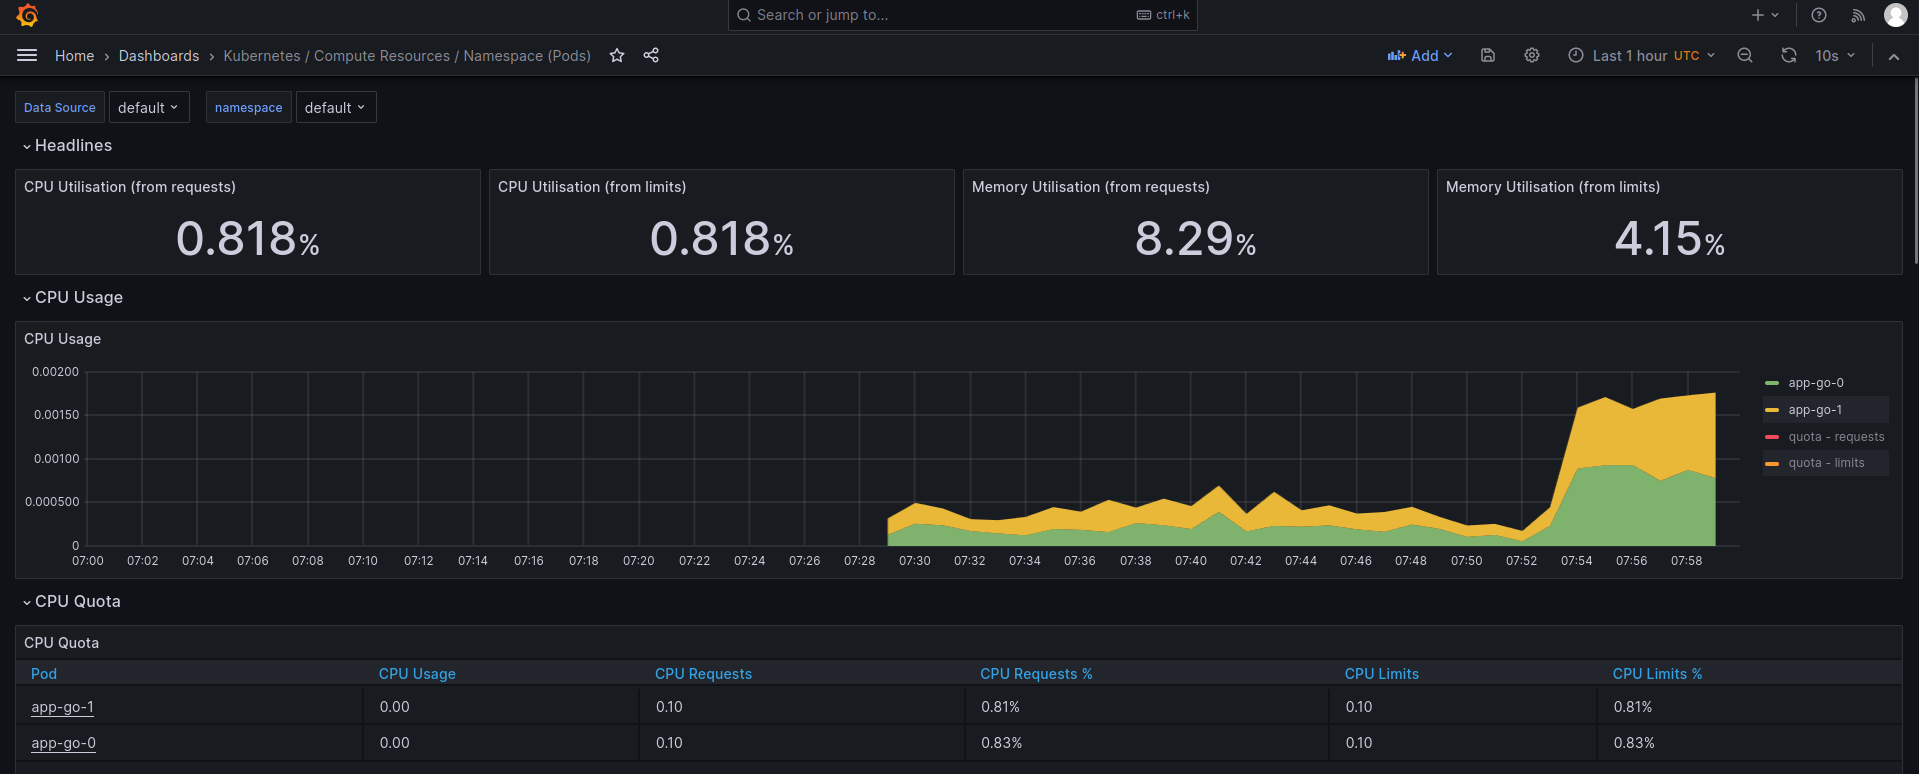 Search or jump to... ctrl+k
Home › Dashboards › Kubernetes / Compute Resources / Namespace (Pods) Add Last 1 hour UTC 10s
Data Source default namespace default
Headlines
CPU Utilisation (from requests) CPU Utilisation (from limits) Memory Utilisation (from requests) Memory Utilisation (from limits)
0.818% 0.818% 8.29% 4.15%
CPU Usage
CPU Usage
0.00200
0.00150
0.00100
0.000500
0
07:00 07:02 07:04 07:06 07:08 07:10 07:12 07:14 07:16 07:18 07:20 07:22 07:24 07:26 07:28 07:30 07:32 07:34 07:36 07:38 07:40 07:42 07:44 07:46 07:48 07:50 07:52 07:54 07:56 07:58
app-go-0
app-go-1
quota - requests
quota - limits
CPU Quota
CPU Quota
Pod CPU Usage CPU Requests CPU Requests % CPU Limits CPU Limits %
app-go-1 0.00 0.10 0.81% 0.10 0.81%
app-go-0 0.00 0.10 0.83% 0.10 0.83%